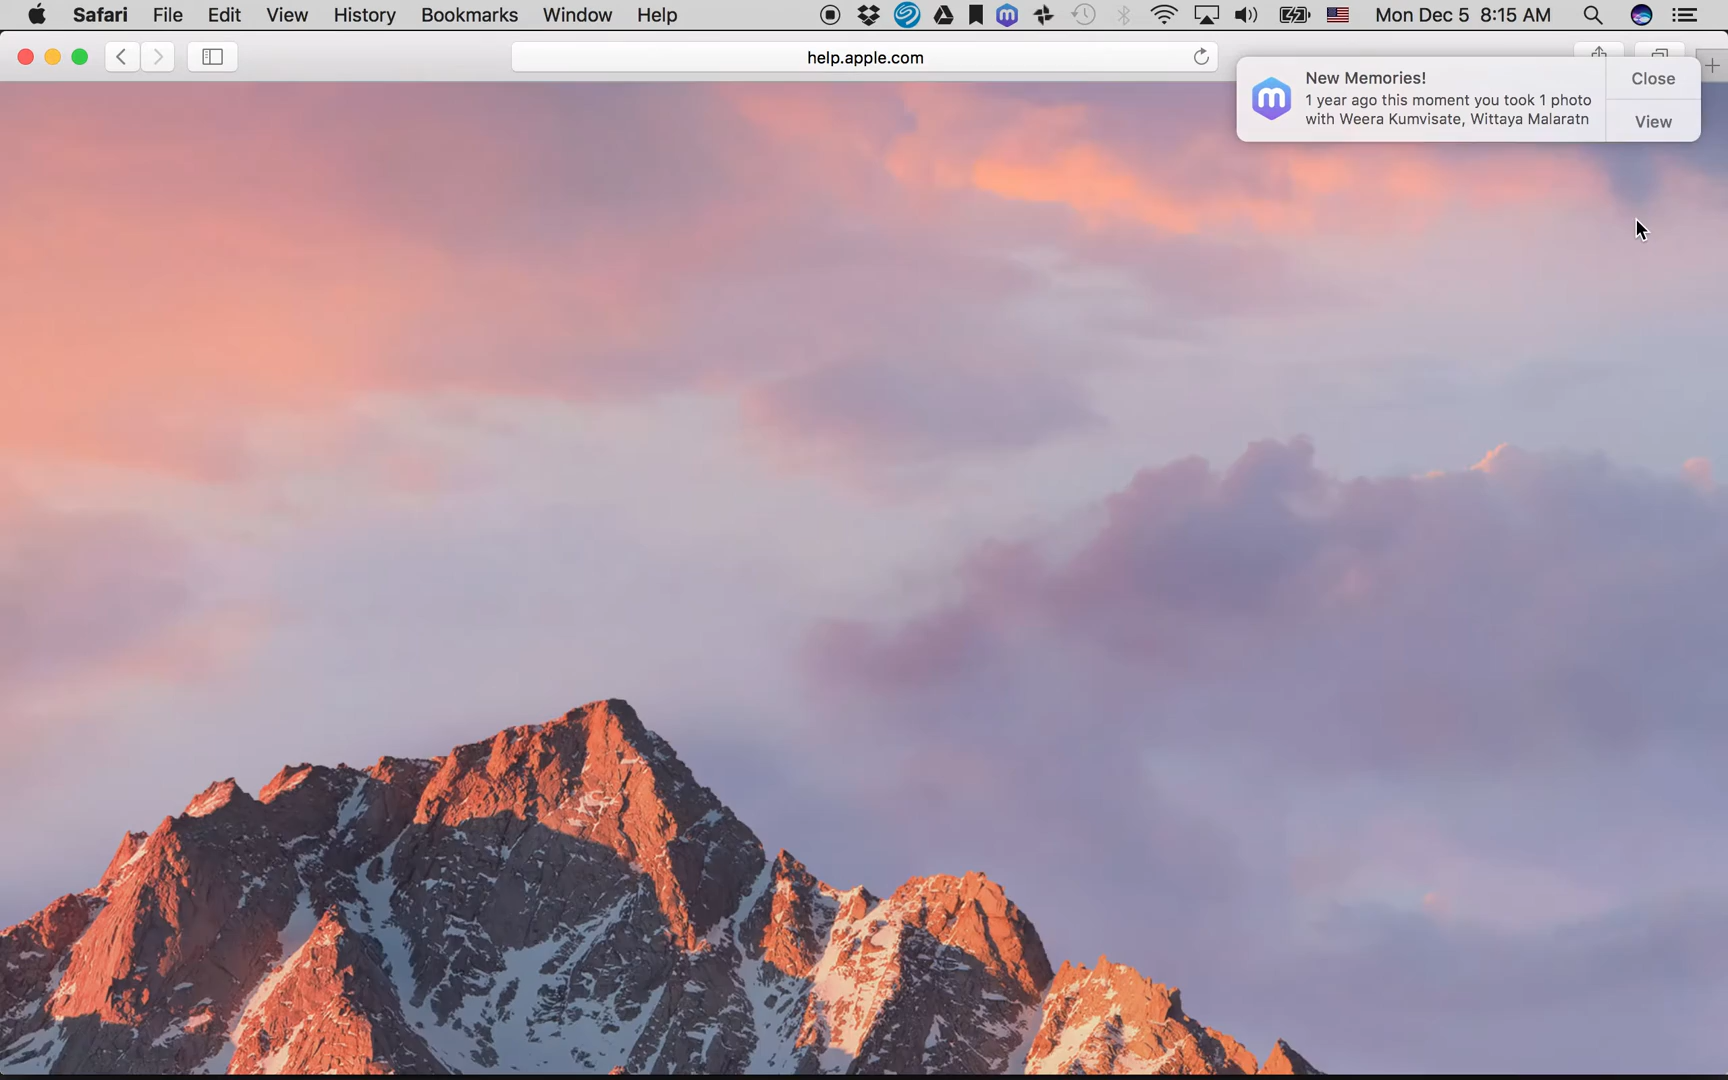 Safari File Edit View History Bookmarks Window Help Mon Dec 5 8:15 AM
help.apple.com
New Memories!
Close
1 year ago this moment you took 1 photo
with Weera Kumvisate, Wittaya Malaratn
View